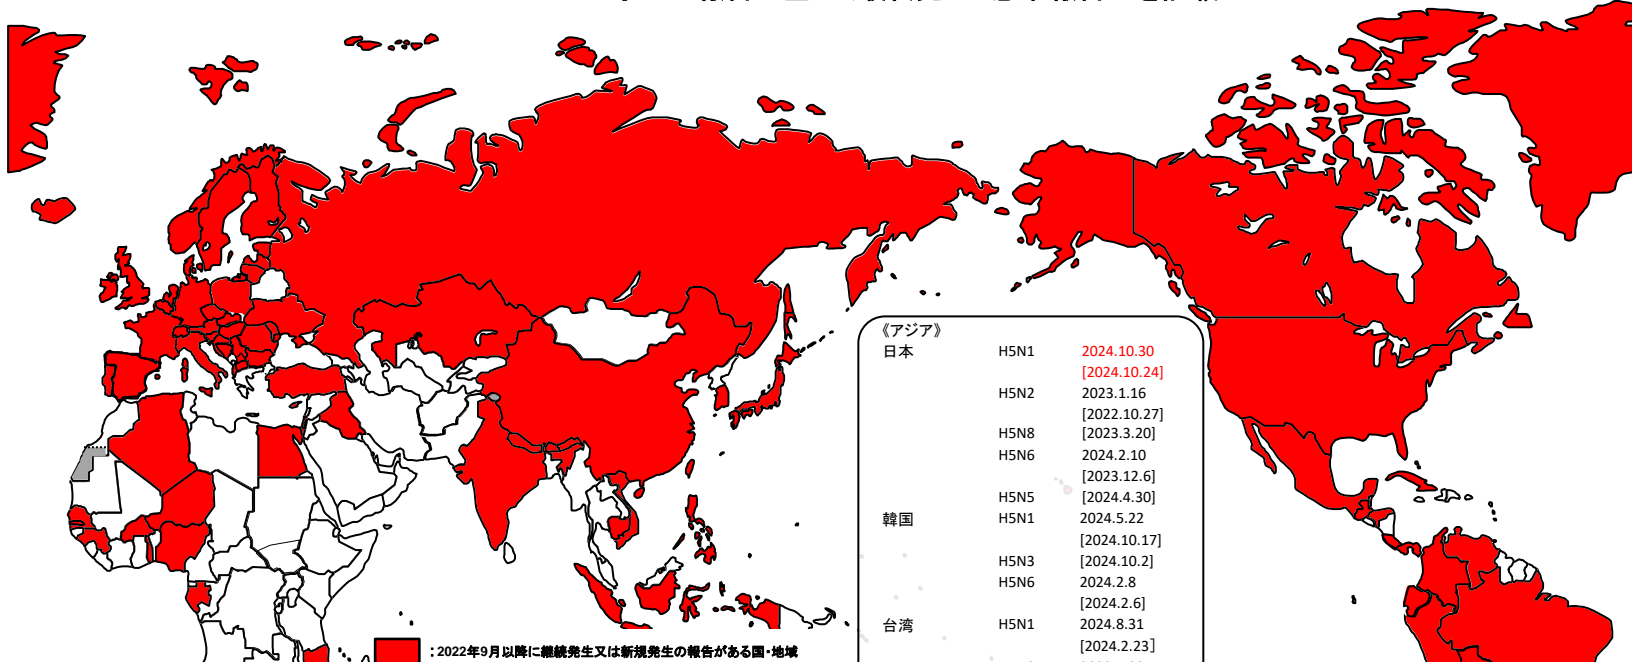 《アジア》
日本 H5N1 2024.10.30
[2024.10.24]
H5N2 2023.1.16
[2022.10.27]
H5N8 [2023.3.20]
H5N6 2024.2.10
[2023.12.6]
H5N5 [2024.4.30]
韓国 H5N1 2024.5.22
[2024.10.17]
H5N3 [2024.10.2]
H5N6 2024.2.8
[2024.2.6]
台湾 H5N1 2024.8.31
[2024.2.23]
：2022年9月以降に継続発生又は新規発生の報告がある国・地域